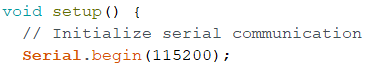 void setup() {
  // Initialize serial communication
  Serial.begin(115200);